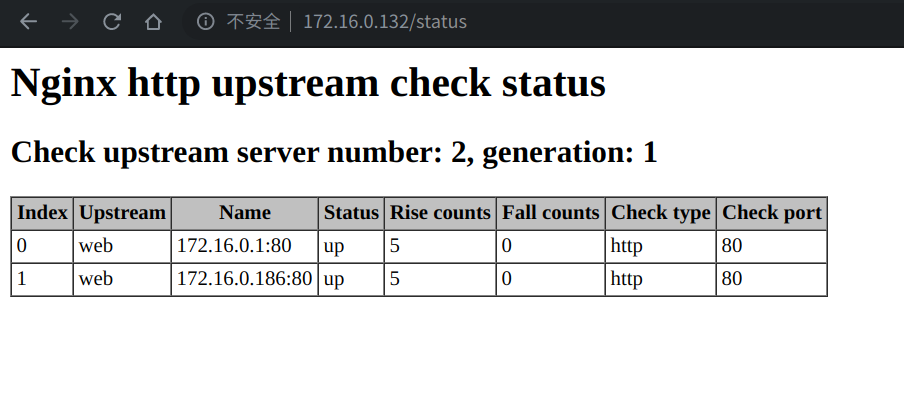 不安全 172.16.0.132/status
Nginx http upstream check status
Check upstream server number: 2, generation: 1
Index Upstream Name Status Rise counts Fall counts Check type Check port
0 web 172.16.0.1:80 up 5 0 http 80
1 web 172.16.0.186:80 up 5 0 http 80